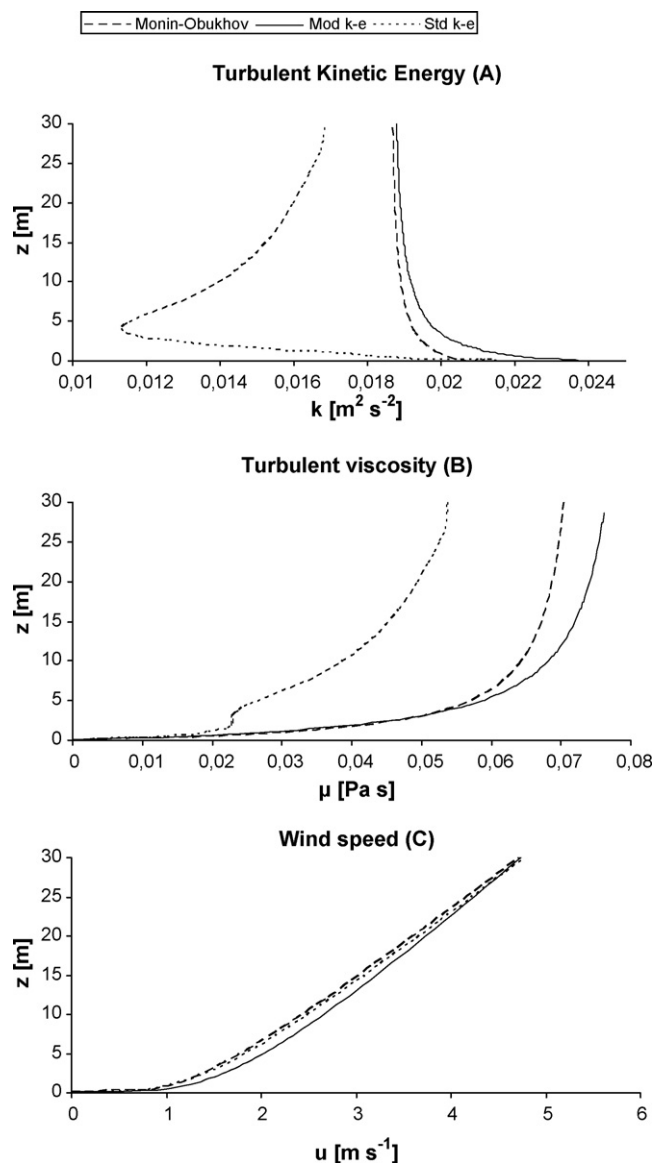 Monin-Obukhov Mod k-e Std k-e
Turbulent Kinetic Energy (A)
30
25
20
15
10
5
0
z [m]
0,01 0,012 0,014 0,016 0,018 0,02 0,022 0,024
k [m² s⁻²]
Turbulent viscosity (B)
30
25
20
15
10
5
0
z [m]
0 0,01 0,02 0,03 0,04 0,05 0,06 0,07 0,08
μ [Pa s]
Wind speed (C)
30
25
20
15
10
5
0
z [m]
0 1 2 3 4 5 6
u [m s⁻¹]